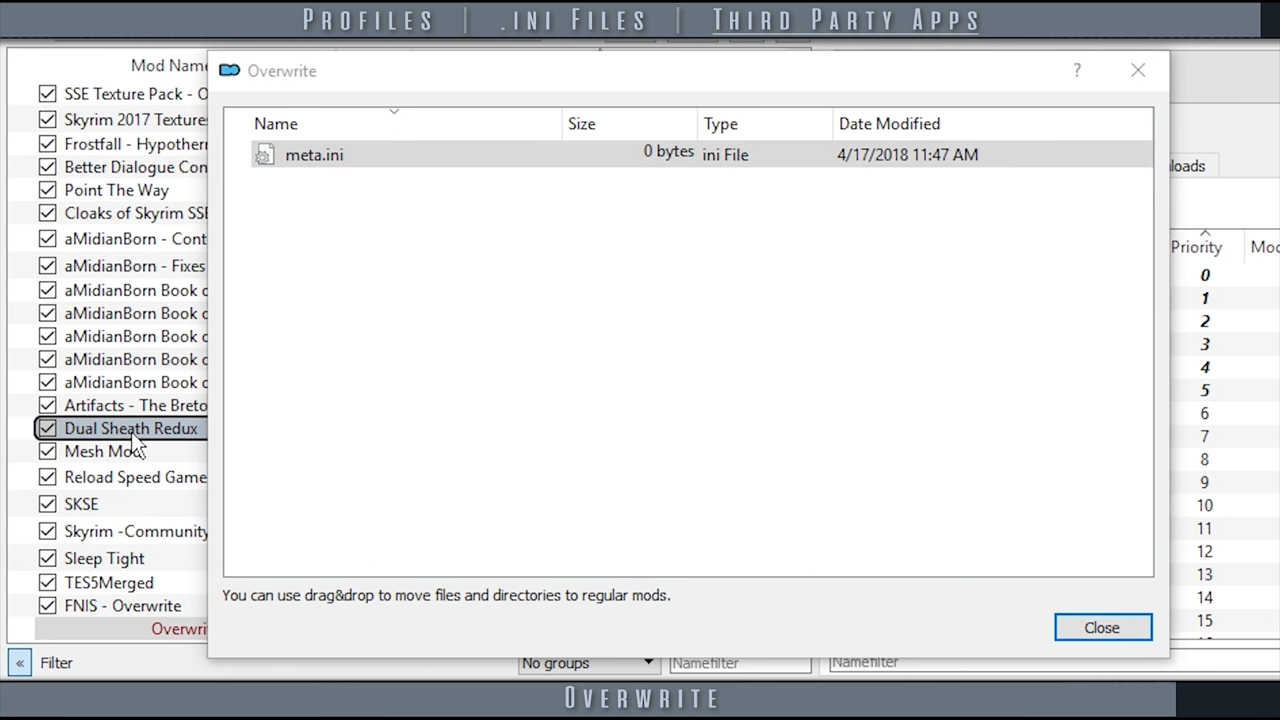 PROFILES | .INI FILES | THIRD PARTY APPS
Overwrite
?
Mod Name
SSE Texture Pack - O
Skyrim 2017 Textures
Frostfall - Hypotherm
Better Dialogue Con
Point The Way
Cloaks of Skyrim SSE
aMidianBorn - Cont
aMidianBorn - Fixes
aMidianBorn Book o
aMidianBorn Book o
aMidianBorn Book o
aMidianBorn Book o
aMidianBorn Book o
Artifacts - The Breto
Dual Sheath Redux
Mesh Mod
Reload Speed Game
SKSE
Skyrim -Community
Sleep Tight
TES5Merged
FNIS - Overwrite
Overwri
Name Size Type Date Modified
meta.ini 0 bytes ini File 4/17/2018 11:47 AM
You can use drag&drop to move files and directories to regular mods.
Close
loads
Priority Mod
0
1
2
3
4
5
6
7
8
9
10
11
12
13
14
15
« Filter No groups Namefilter Namefilter
OVERWRITE